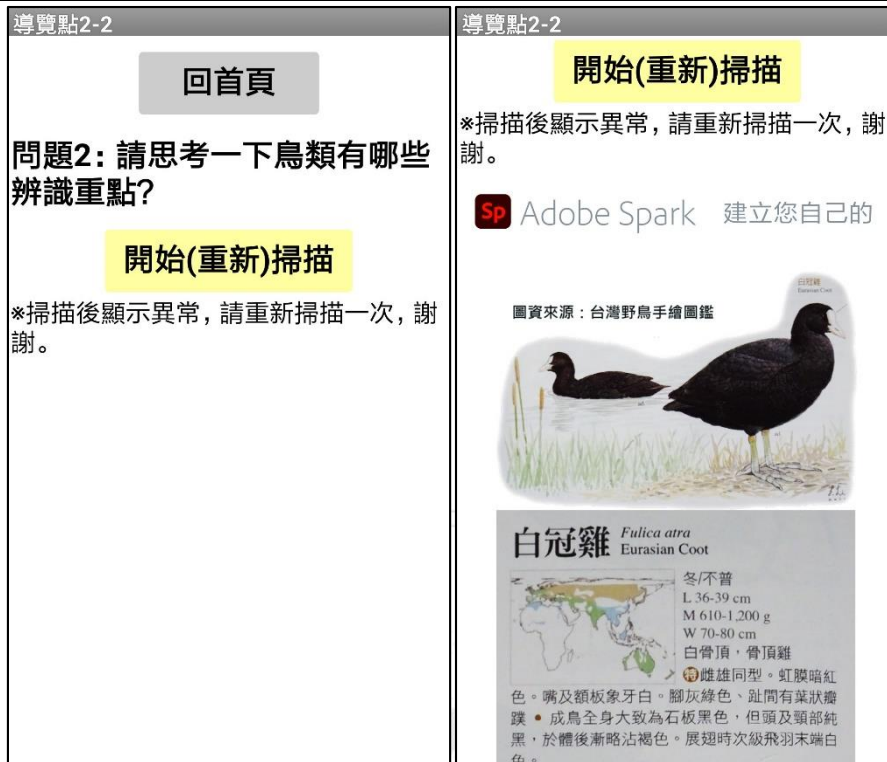 導覽點2-2
回首頁
問題2：請思考一下鳥類有哪些
辨識重點？
開始(重新)掃描
※掃描後顯示異常，請重新掃描一次，謝
謝。
導覽點2-2
開始(重新)掃描
※掃描後顯示異常，請重新掃描一次，謝
謝。
Sp Adobe Spark 建立您自己的
白冠雞
Eurasian Coot
圖資來源：台灣野鳥手繪圖鑑
白冠雞 Fulica atra
Eurasian Coot
冬/不普
L 36-39 cm
M 610-1,200 g
W 70-80 cm
白骨頂，骨頂雞
特雌雄同型。虹膜暗紅
色。嘴及額板象牙白。腳灰綠色、趾間有葉狀瓣
蹼 • 成鳥全身大致為石板黑色，但頭及頸部純
黑，於體後漸略沾褐色。展翅時次級飛羽末端白
色。